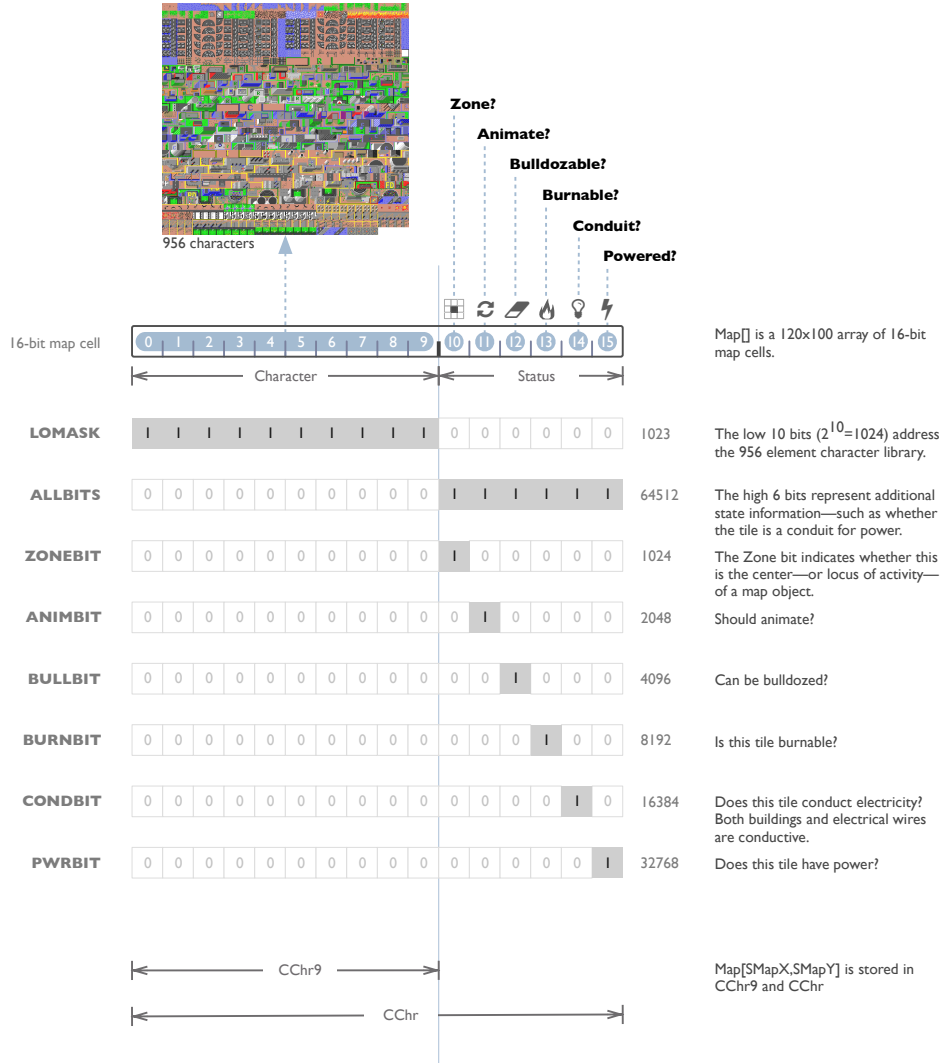 Zone?
Animate?
Bulldozable?
Burnable?
Conduit?
Powered?
956 characters
16-bit map cell
0 1 2 3 4 5 6 7 8 9 10 11 12 13 14 15
Map[] is a 120x100 array of 16-bit
map cells.
Character
Status
LOMASK 1 1 1 1 1 1 1 1 1 1 0 0 0 0 0 0 1023
The low 10 bits (2^10=1024) address
the 956 element character library.
ALLBITS 0 0 0 0 0 0 0 0 0 0 1 1 1 1 1 1 64512
The high 6 bits represent additional
state information—such as whether
the tile is a conduit for power.
ZONEBIT 0 0 0 0 0 0 0 0 0 0 1 0 0 0 0 0 1024
The Zone bit indicates whether this
is the center—or locus of activity—
of a map object.
ANIMBIT 0 0 0 0 0 0 0 0 0 0 0 1 0 0 0 0 2048
Should animate?
BULLBIT 0 0 0 0 0 0 0 0 0 0 0 0 1 0 0 0 4096
Can be bulldozed?
BURNBIT 0 0 0 0 0 0 0 0 0 0 0 0 0 1 0 0 8192
Is this tile burnable?
CONDBIT 0 0 0 0 0 0 0 0 0 0 0 0 0 0 1 0 16384
Does this tile conduct electricity?
Both buildings and electrical wires
are conductive.
PWRBIT 0 0 0 0 0 0 0 0 0 0 0 0 0 0 0 1 32768
Does this tile have power?
CChr9
Map[SMapX,SMapY] is stored in
CChr9 and CChr
CChr